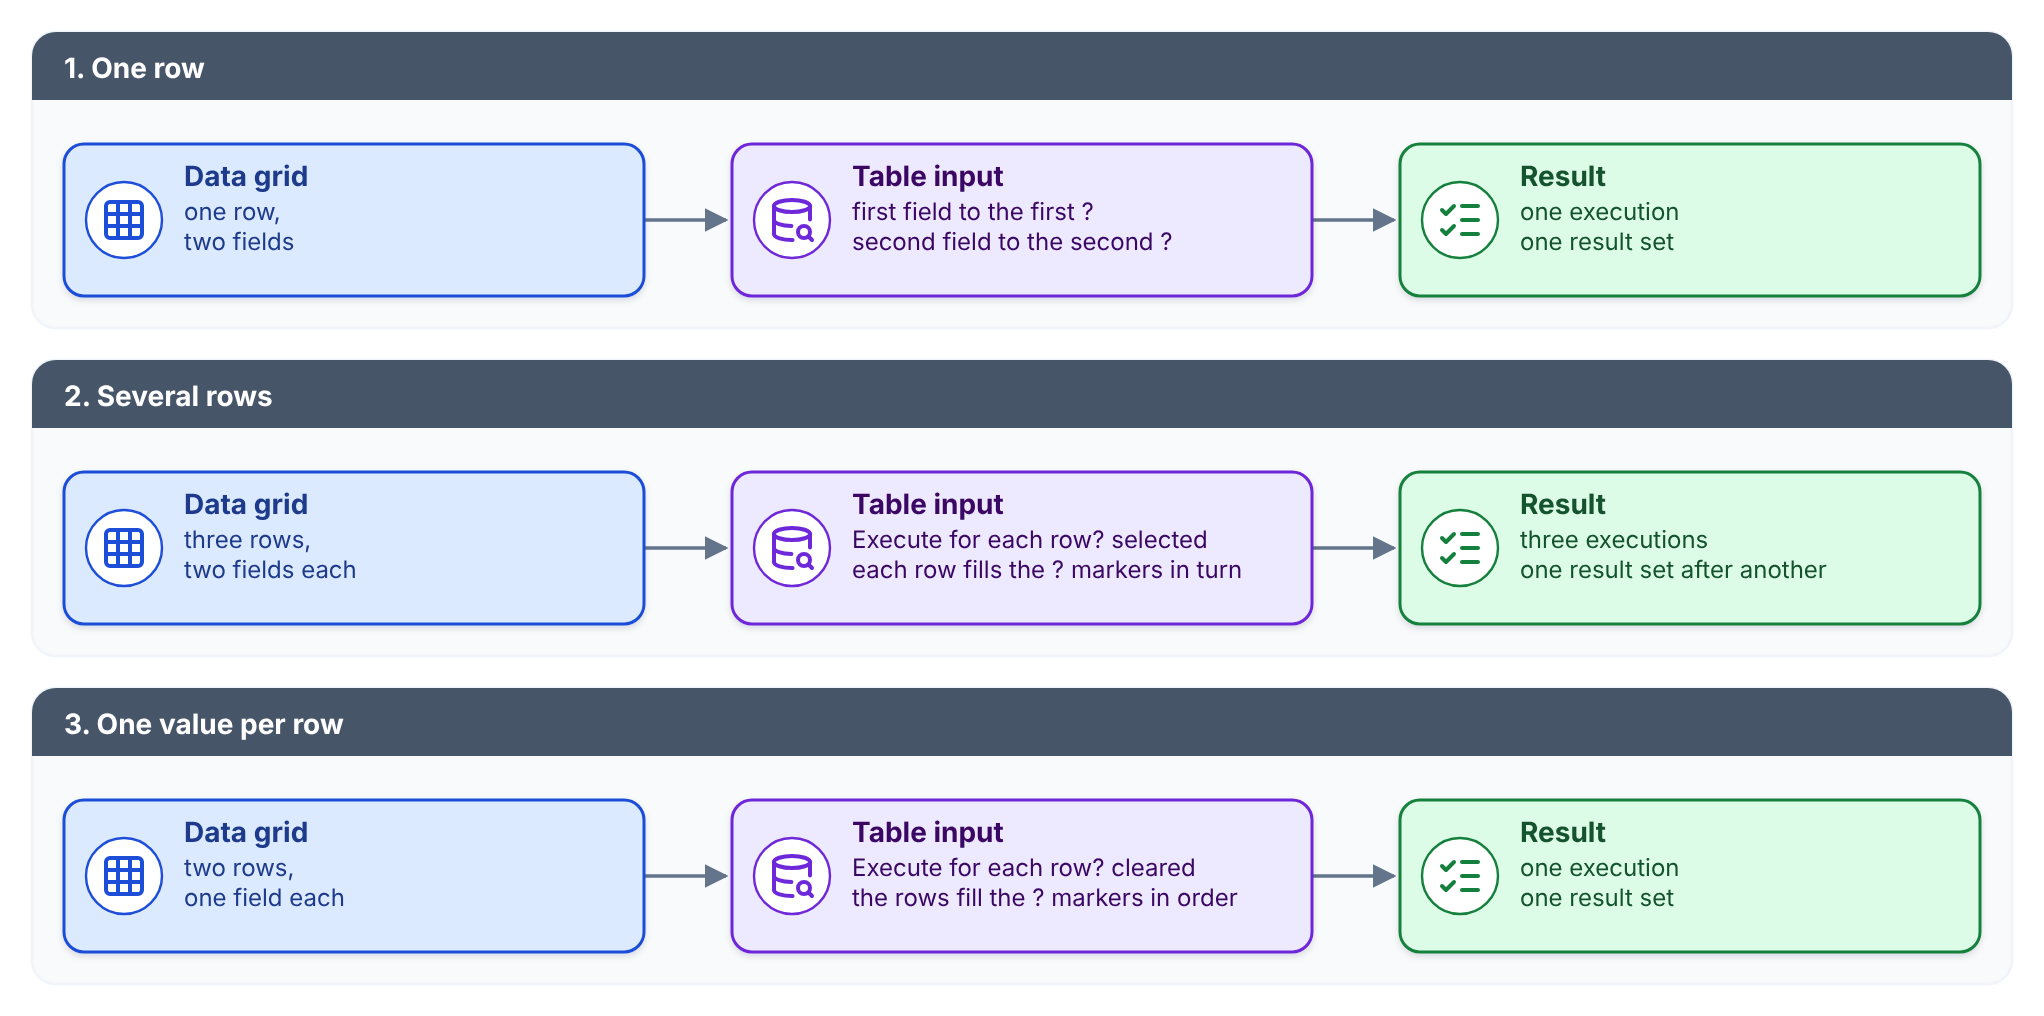 1. One row
Data grid
one row,
two fields
Table input
first field to the first ?
second field to the second ?
Result
one execution
one result set
2. Several rows
Data grid
three rows,
two fields each
Table input
Execute for each row? selected
each row fills the ? markers in turn
Result
three executions
one result set after another
3. One value per row
Data grid
two rows,
one field each
Table input
Execute for each row? cleared
the rows fill the ? markers in order
Result
one execution
one result set